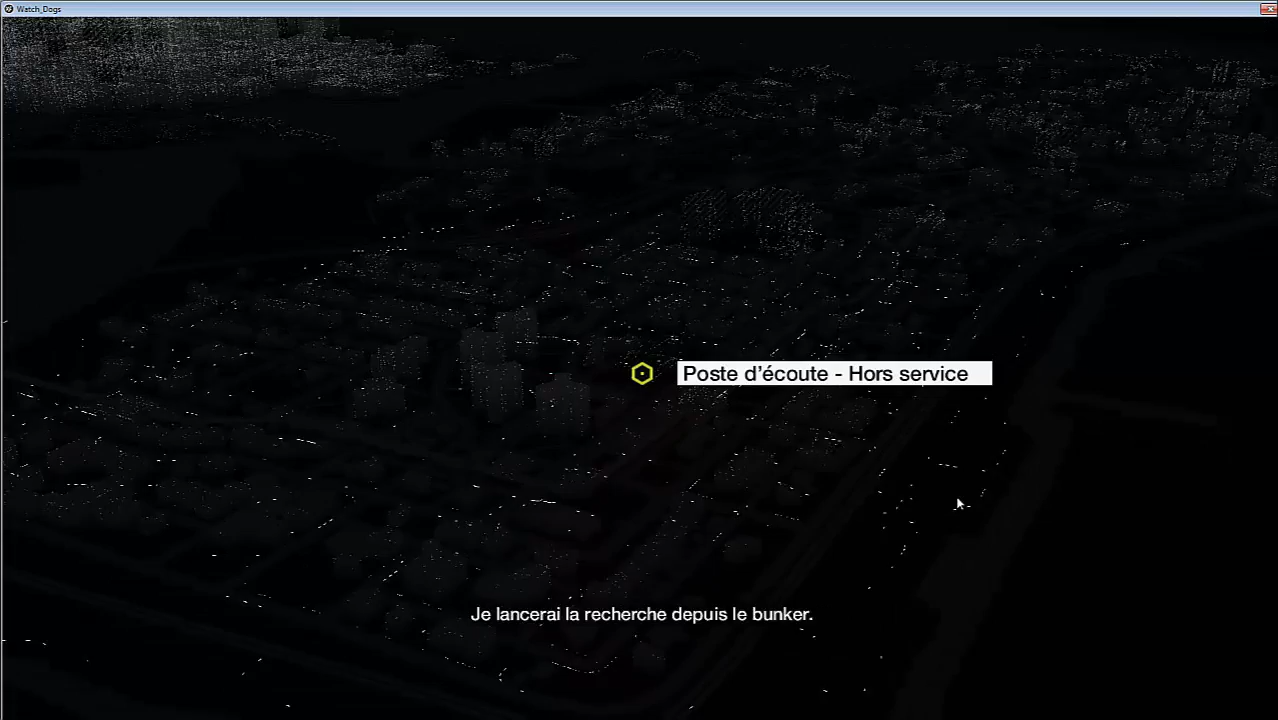 Watch_Dogs
Poste d’écoute - Hors service
Je lancerai la recherche depuis le bunker.